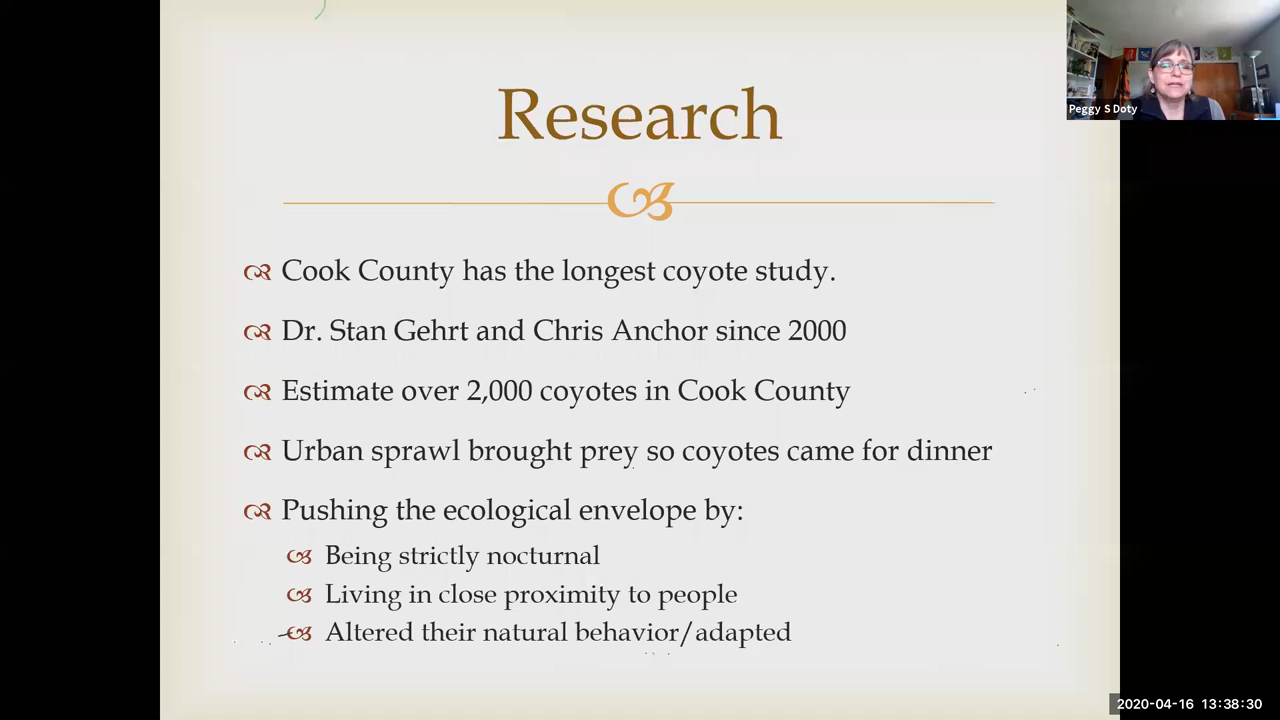 Research
Cook County has the longest coyote study.
Dr. Stan Gehrt and Chris Anchor since 2000
Estimate over 2,000 coyotes in Cook County
Urban sprawl brought prey so coyotes came for dinner
Pushing the ecological envelope by:
Being strictly nocturnal
Living in close proximity to people
Altered their natural behavior/adapted
Peggy S Doty
2020-04-16 13:38:30